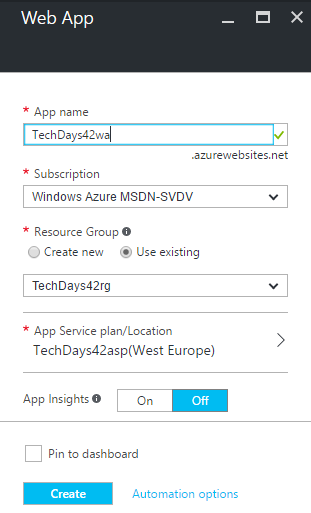 Web App
* App name
TechDays42wa
.azurewebsites.net
* Subscription
Windows Azure MSDN-SVDV
* Resource Group
Create new Use existing
TechDays42rg
* App Service plan/Location
TechDays42asp(West Europe)
App Insights On Off
Pin to dashboard
Create Automation options